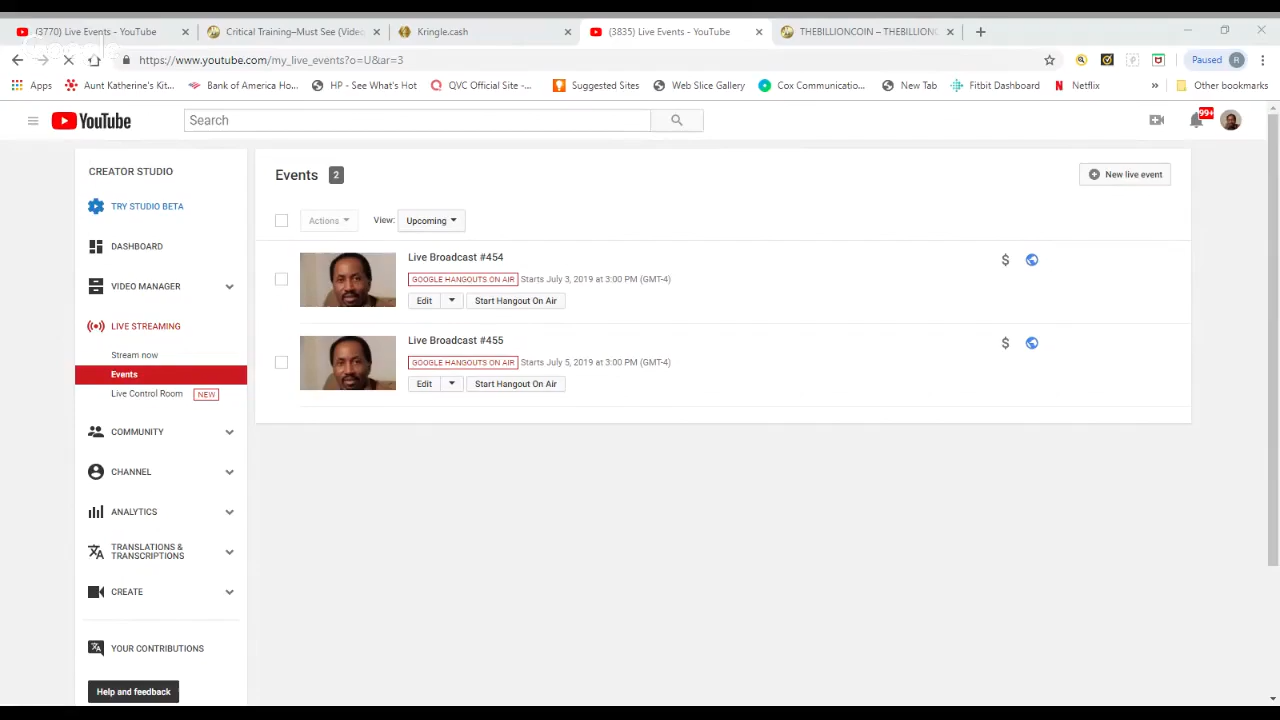 (3770) Live Events - YouTube
Critical Training–Must See (Video
Kringle.cash
(3835) Live Events - YouTube
THEBILLIONCOIN – THEBILLIONC
https://www.youtube.com/my_live_events?o=U&ar=3
Paused R
Apps
Aunt Katherine's Kit...
Bank of America Ho...
HP - See What's Hot
QVC Official Site -...
Suggested Sites
Web Slice Gallery
Cox Communicatio...
New Tab
Fitbit Dashboard
Netflix
»
Other bookmarks
YouTube
Search
99+
CREATOR STUDIO
TRY STUDIO BETA
DASHBOARD
VIDEO MANAGER
LIVE STREAMING
Stream now
Events
Live Control Room NEW
COMMUNITY
CHANNEL
ANALYTICS
TRANSLATIONS &
TRANSCRIPTIONS
CREATE
YOUR CONTRIBUTIONS
Help and feedback
Events 2
New live event
Actions View: Upcoming
Live Broadcast #454
GOOGLE HANGOUTS ON AIR Starts July 3, 2019 at 3:00 PM (GMT-4)
Edit Start Hangout On Air
$
Live Broadcast #455
GOOGLE HANGOUTS ON AIR Starts July 5, 2019 at 3:00 PM (GMT-4)
Edit Start Hangout On Air
$